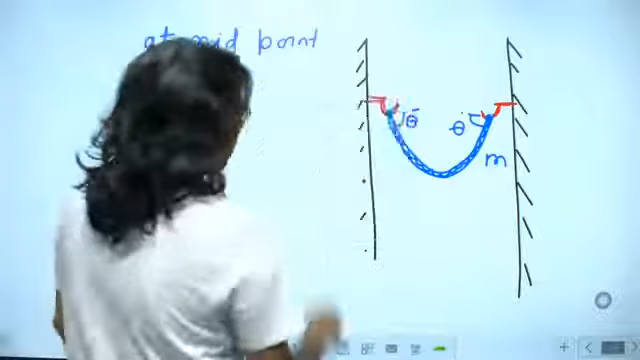 at mid point
θ θ
m